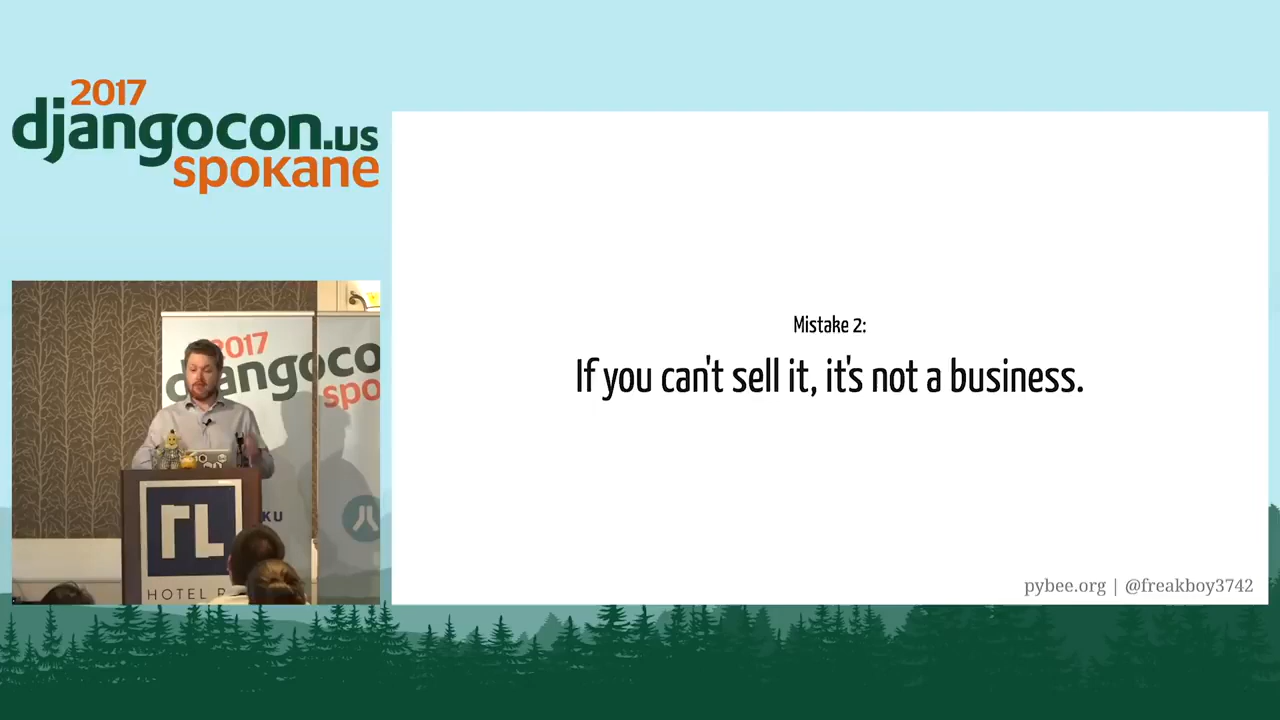 2017
djangocon.us
spokane
Mistake 2:
If you can't sell it, it's not a business.
pybee.org | @freakboy3742
2017
djangoco
spo
KU
HOTEL R